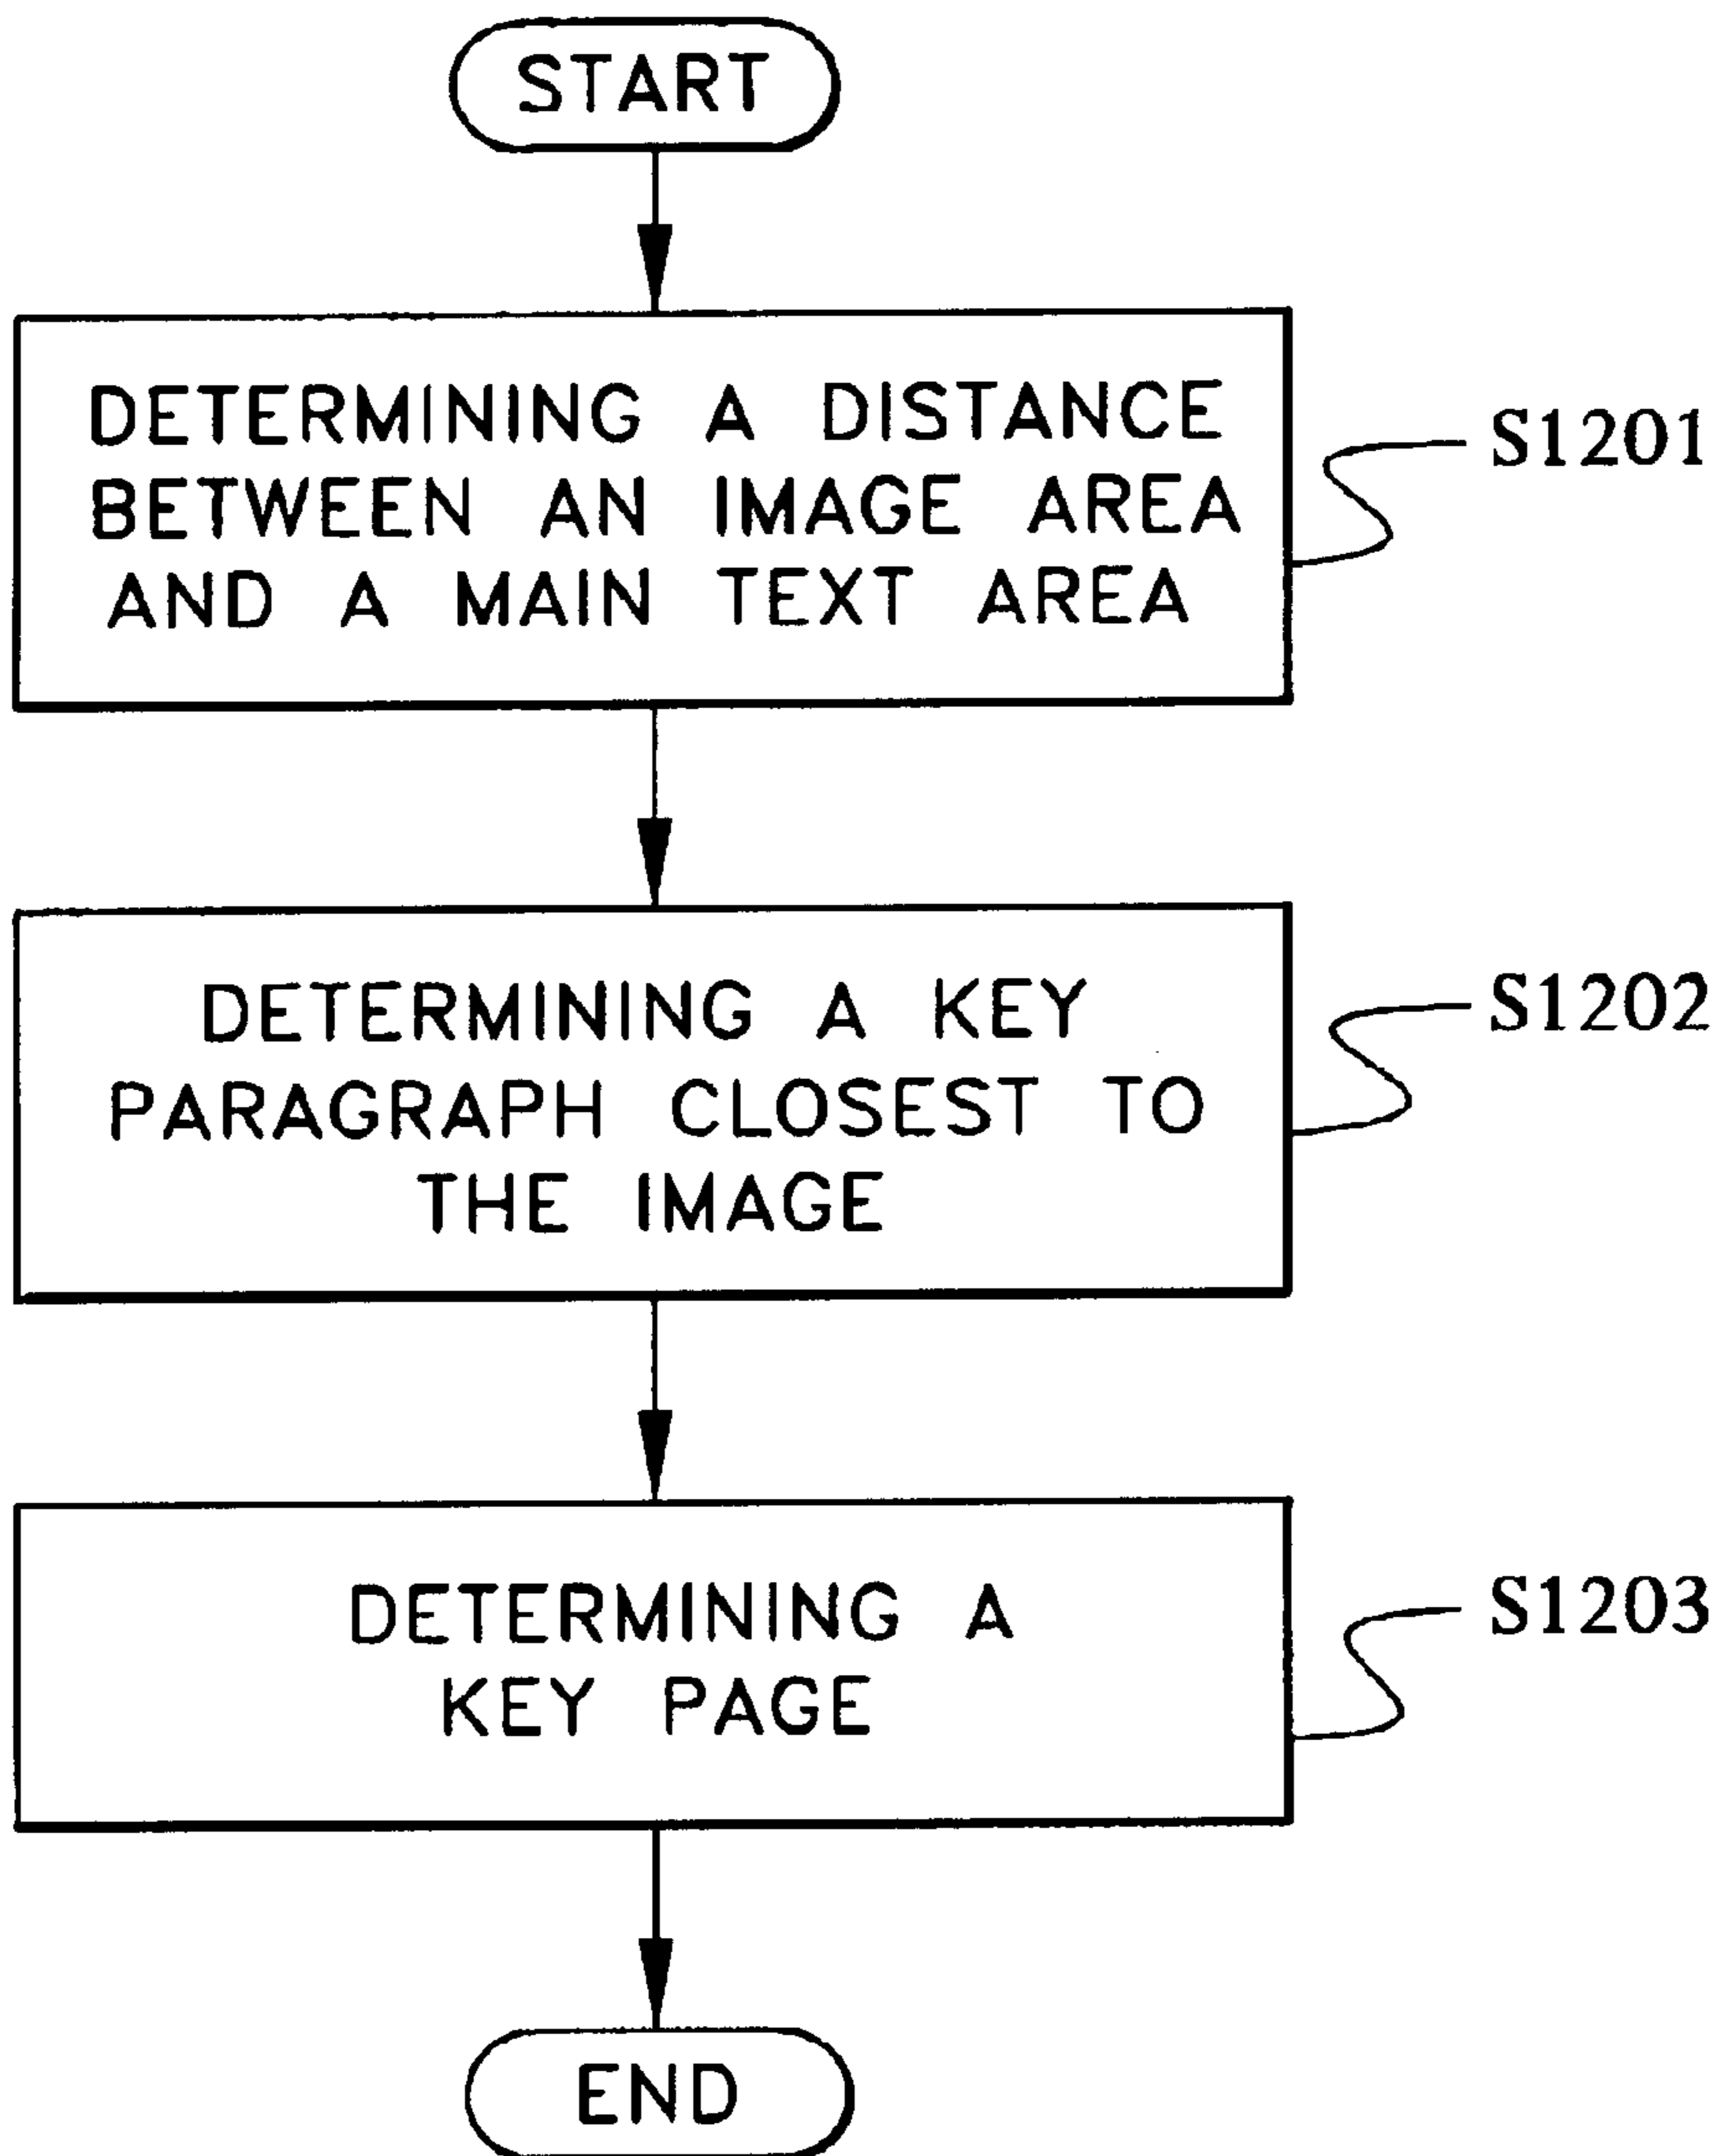 START
DETERMINING A DISTANCE
BETWEEN AN IMAGE AREA
AND A MAIN TEXT AREA
S1201
DETERMINING A KEY
PARAGRAPH CLOSEST TO
THE IMAGE
S1202
DETERMINING A
KEY PAGE
S1203
END